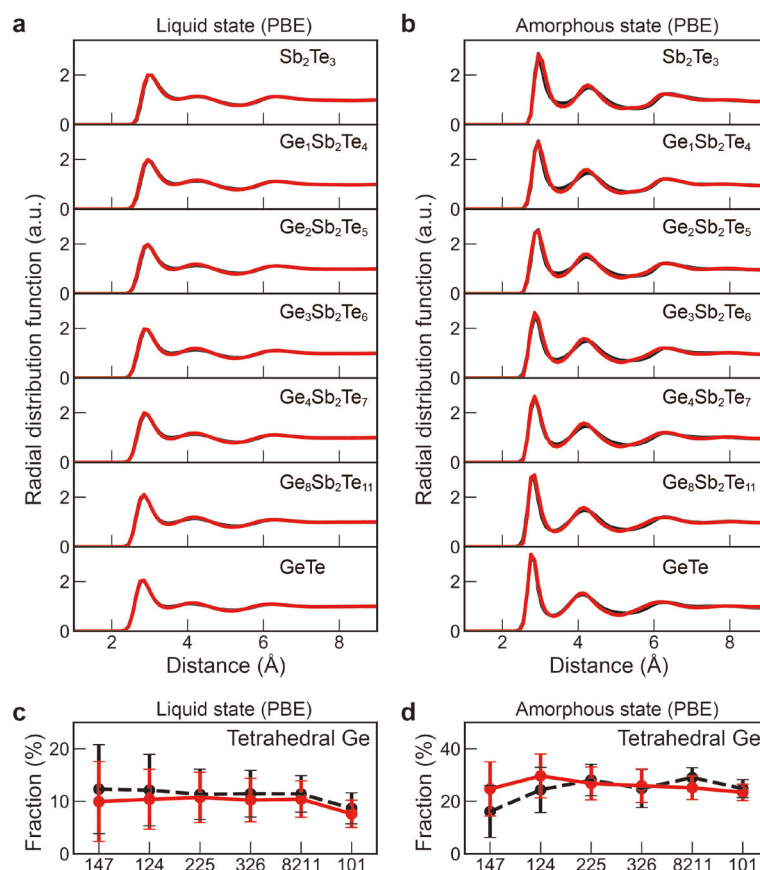 a
Liquid state (PBE)
Radial distribution function (a.u.)
Sb₂Te₃
2
0
Ge₁Sb₂Te₄
2
0
Ge₂Sb₂Te₅
2
0
Ge₃Sb₂Te₆
2
0
Ge₄Sb₂Te₇
2
0
Ge₈Sb₂Te₁₁
2
0
GeTe
2
0
2 4 6 8
Distance (Å)
b
Amorphous state (PBE)
Radial distribution function (a.u.)
Sb₂Te₃
2
0
Ge₁Sb₂Te₄
2
0
Ge₂Sb₂Te₅
2
0
Ge₃Sb₂Te₆
2
0
Ge₄Sb₂Te₇
2
0
Ge₈Sb₂Te₁₁
2
0
GeTe
2
0
2 4 6 8
Distance (Å)
c
Liquid state (PBE)
Tetrahedral Ge
Fraction (%)
20
10
0
147 124 225 326 8211 101
d
Amorphous state (PBE)
Tetrahedral Ge
Fraction (%)
40
20
0
147 124 225 326 8211 101